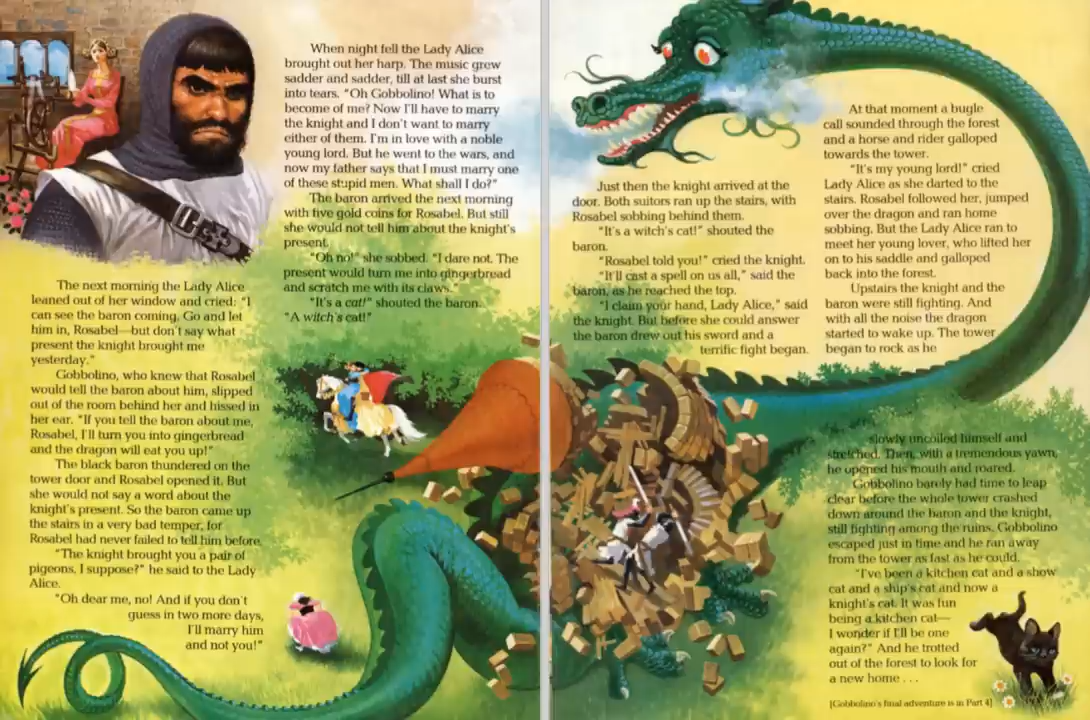 The next morning the Lady Alice
leaned out of her window and cried: "I
can see the baron coming. Go and let
him in, Rosabel—but don't say what
present the knight brought me
yesterday."
Gobbolino, who knew that Rosabel
would tell the baron about him, slipped
out of the room behind her and hissed in
her ear. "If you tell the baron about me,
Rosabel, I'll turn you into gingerbread
and the dragon will eat you up!"
The black baron thundered on the
tower door and Rosabel opened it. But
she would not say a word about the
knight's present. So the baron came up
the stairs in a very bad temper, for
Rosabel had never failed to tell him before.
"The knight brought you a pair of
pigeons, I suppose?" he said to the Lady
Alice.
"Oh dear me, no! And if you don't
guess in two more days,
I'll marry him
and not you!"
When night fell the Lady Alice
brought out her harp. The music grew
sadder and sadder, till at last she burst
into tears. "Oh Gobbolino! What is to
become of me? Now I'll have to marry
the knight and I don't want to marry
either of them. I'm in love with a noble
young lord. But he went to the wars, and
now my father says that I must marry one
of these stupid men. What shall I do?"
The baron arrived the next morning
with five gold coins for Rosabel. But still
she would not tell him about the knight's
present.
"Oh no!" she sobbed. "I dare not. The
present would turn me into gingerbread
and scratch me with its claws."
"It's a cat!" shouted the baron.
"A witch's cat!"
Just then the knight arrived at the
door. Both suitors ran up the stairs, with
Rosabel sobbing behind them.
"It's a witch's cat!" shouted the
baron.
"Rosabel told you!" cried the knight.
"It'll cast a spell on us all," said the
baron, as he reached the top.
"I claim your hand, Lady Alice," said
the knight. But before she could answer
the baron drew out his sword and a
terrific fight began.
At that moment a bugle
call sounded through the forest
and a horse and rider galloped
towards the tower.
"It's my young lord!" cried
Lady Alice as she darted to the
stairs. Rosabel followed her, jumped
over the dragon and ran home
sobbing. But the Lady Alice ran to
meet her young lover, who lifted her
on to his saddle and galloped
back into the forest.
Upstairs the knight and the
baron were still fighting. And
with all the noise the dragon
started to wake up. The tower
began to rock as he
slowly uncoiled himself and
stretched. Then, with a tremendous yawn,
he opened his mouth and roared.
Gobbolino barely had time to leap
clear before the whole tower crashed
down around the baron and the knight,
still fighting among the ruins. Gobbolino
escaped just in time and he ran away
from the tower as fast as he could.
"I've been a kitchen cat and a show
cat and a ship's cat and now a
knight's cat. It was fun
being a kitchen cat—
I wonder if I'll be one
again?" And he trotted
out of the forest to look for
a new home . . .
[Gobbolino's final adventure is in Part 4]